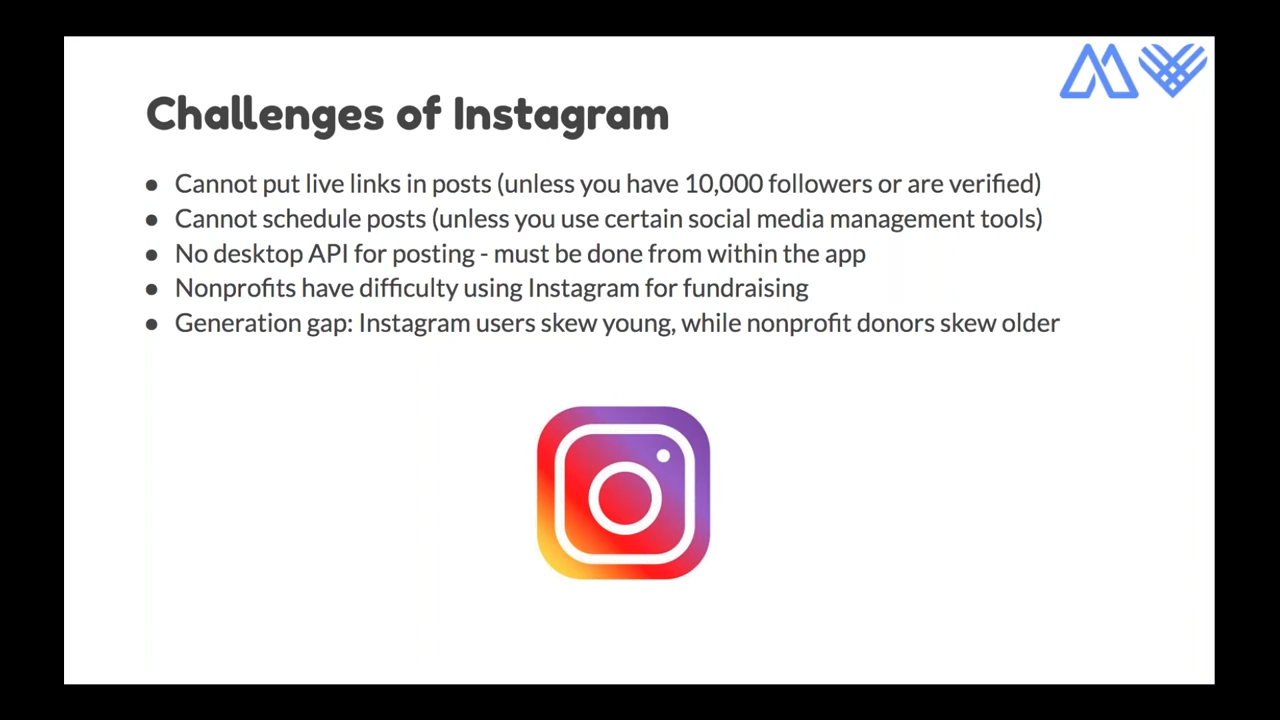 Challenges of Instagram
● Cannot put live links in posts (unless you have 10,000 followers or are verified)
● Cannot schedule posts (unless you use certain social media management tools)
● No desktop API for posting - must be done from within the app
● Nonprofits have difficulty using Instagram for fundraising
● Generation gap: Instagram users skew young, while nonprofit donors skew older